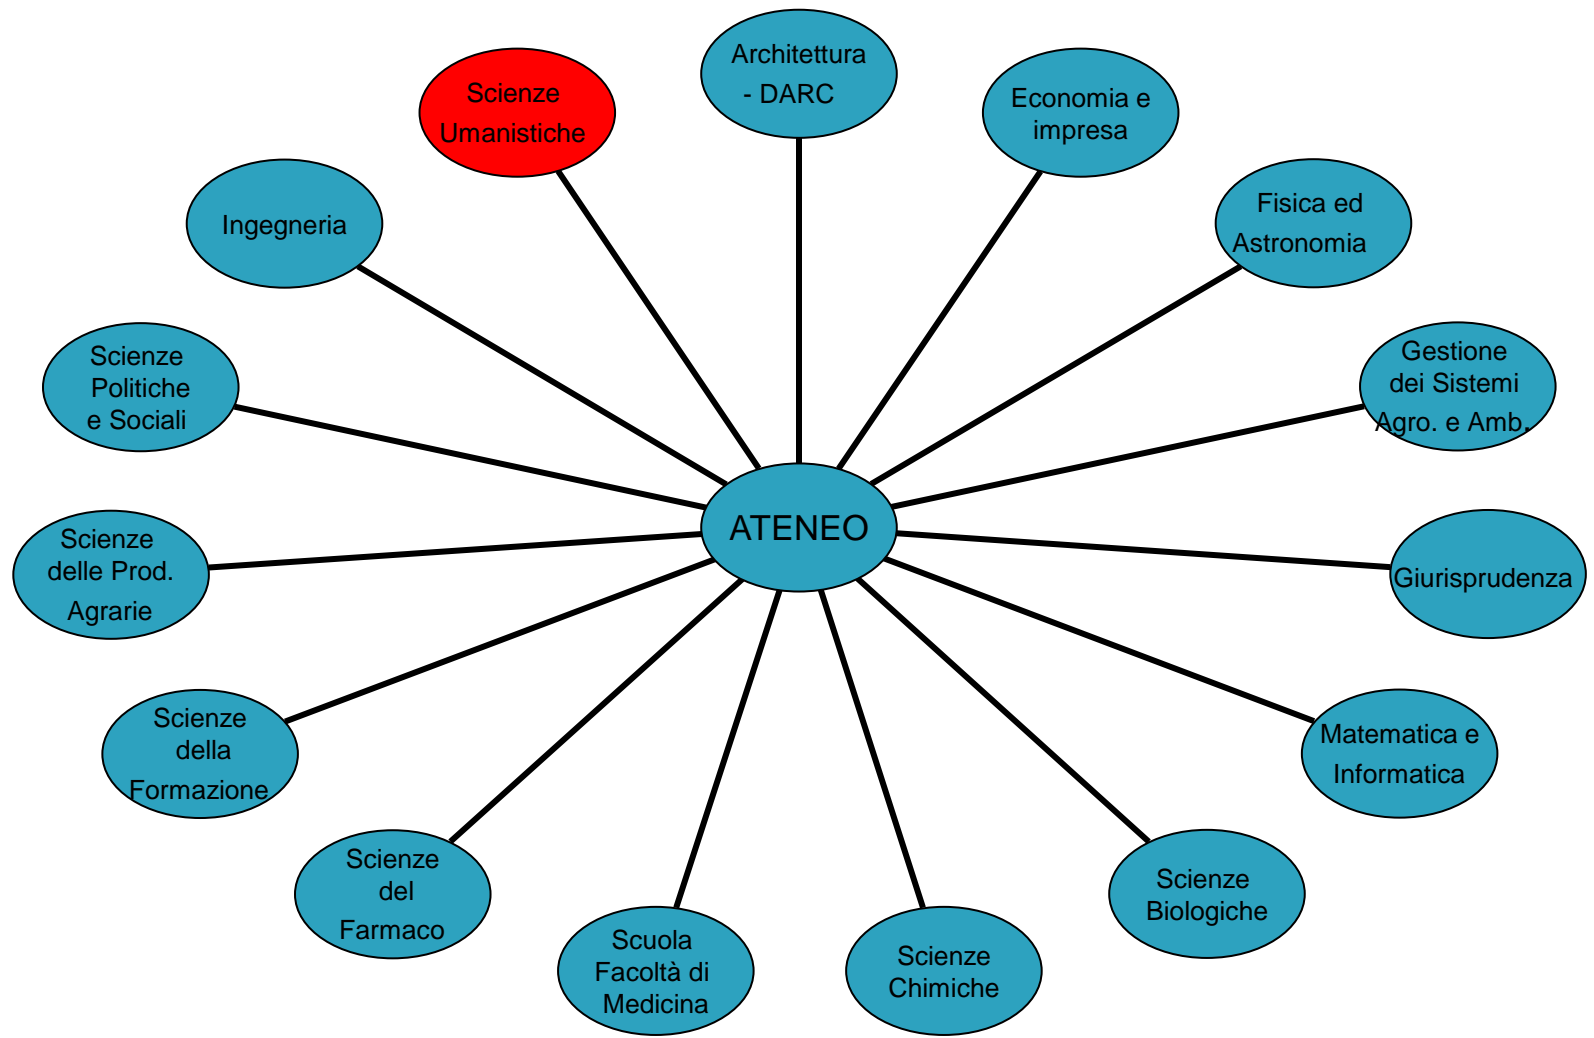 Architettura
- DARC
Economia e
impresa
Fisica ed
Astronomia
Gestione
dei Sistemi
Agro. e Amb.
Giurisprudenza
Matematica e
Informatica
Scienze
Biologiche
Scienze
Chimiche
Scuola
Facoltà di
Medicina
Scienze
del
Farmaco
Scienze
della
Formazione
Scienze
delle Prod.
Agrarie
Scienze
Politiche
e Sociali
Ingegneria
Scienze
Umanistiche
ATENEO